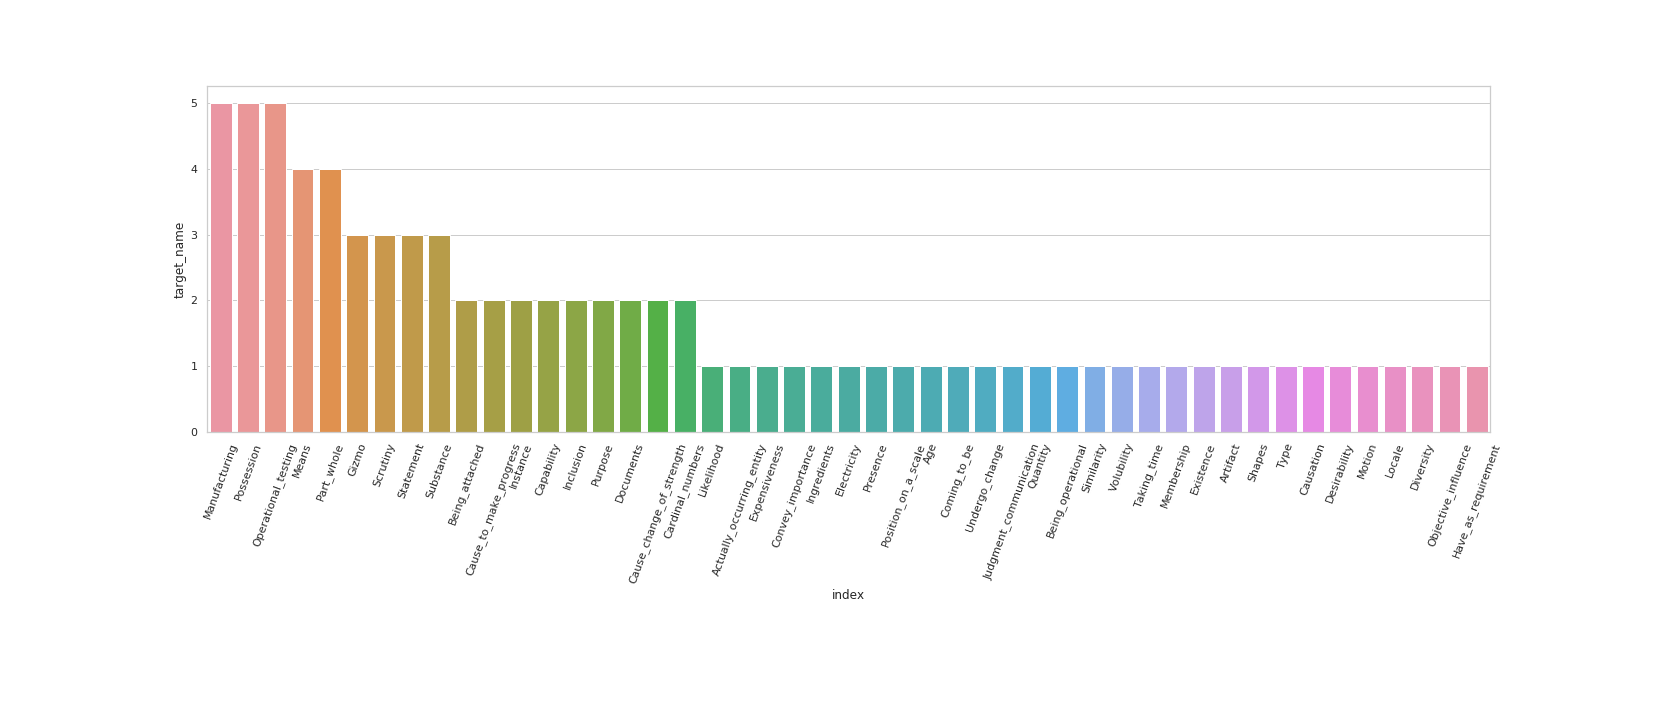 target_name
5
4
3
2
1
0
Manufacturing
Possession
Operational_testing
Means
Part_whole
Gizmo
Scrutiny
Statement
Substance
Being_attached
Cause_to_make_progress
Instance
Capability
Inclusion
Purpose
Documents
Cause_change_of_strength
Cardinal_numbers
Likelihood
Actually_occurring_entity
Expensiveness
Convey_importance
Ingredients
Electricity
Presence
Position_on_a_scale
Age
Coming_to_be
Undergo_change
Judgment_communication
Quantity
Being_operational
Similarity
Volubility
Taking_time
Membership
Existence
Artifact
Shapes
Type
Causation
Desirability
Motion
Locale
Diversity
Objective_influence
Have_as_requirement
index